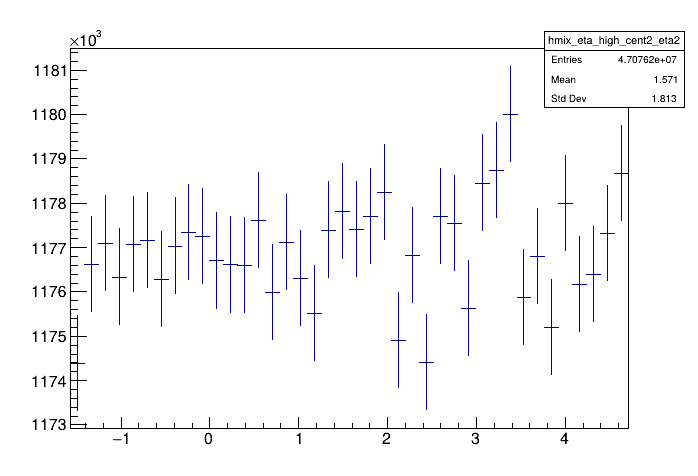 ×10³
hmix_eta_high_cent2_eta2
Entries 4.70762e+07
Mean 1.571
Std Dev 1.813
1181
1180
1179
1178
1177
1176
1175
1174
1173
−1 0 1 2 3 4